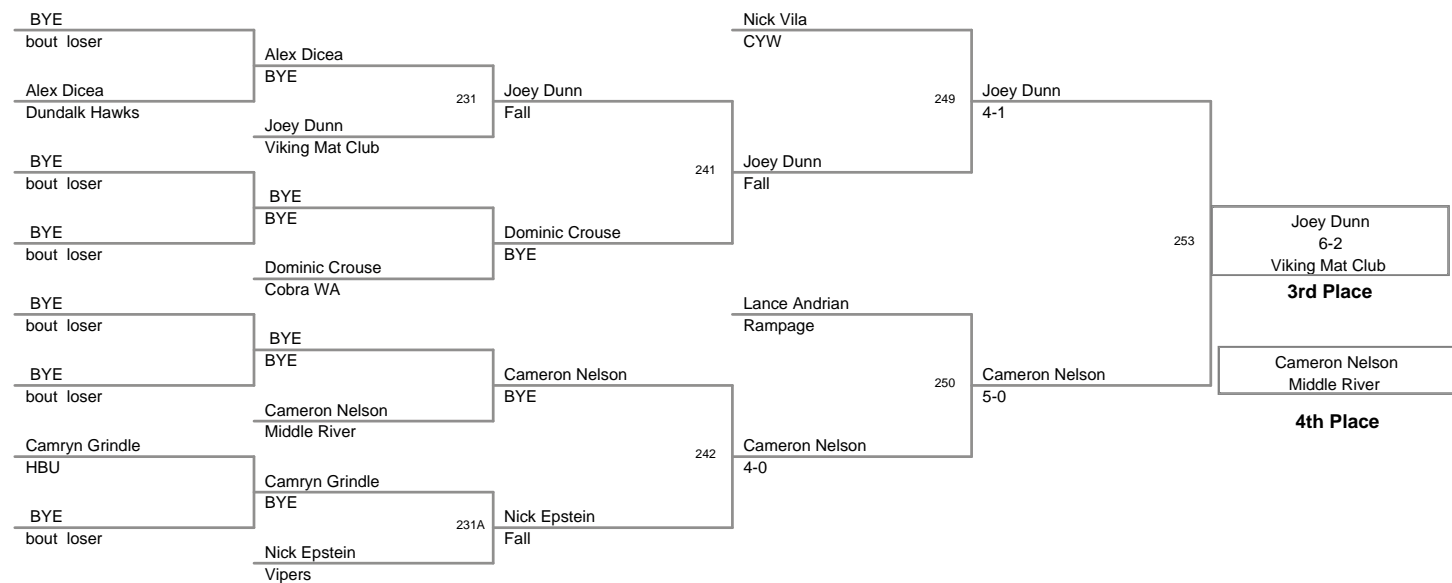 BYE
bout loser
Alex Dicea
Dundalk Hawks
BYE
bout loser
BYE
bout loser
BYE
bout loser
BYE
bout loser
Camryn Grindle
HBU
BYE
bout loser
Alex Dicea
BYE
231
Joey Dunn
Viking Mat Club
BYE
BYE
Dominic Crouse
Cobra WA
BYE
BYE
Cameron Nelson
Middle River
Camryn Grindle
BYE
231A
Nick Epstein
Vipers
Joey Dunn
Fall
241
Dominic Crouse
BYE
Cameron Nelson
BYE
242
Nick Epstein
Fall
Nick Vila
CYW
249
Joey Dunn
Fall
Lance Andrian
Rampage
250
Cameron Nelson
4-0
Joey Dunn
4-1
253
Cameron Nelson
5-0
Joey Dunn
6-2
Viking Mat Club
3rd Place
Cameron Nelson
Middle River
4th Place